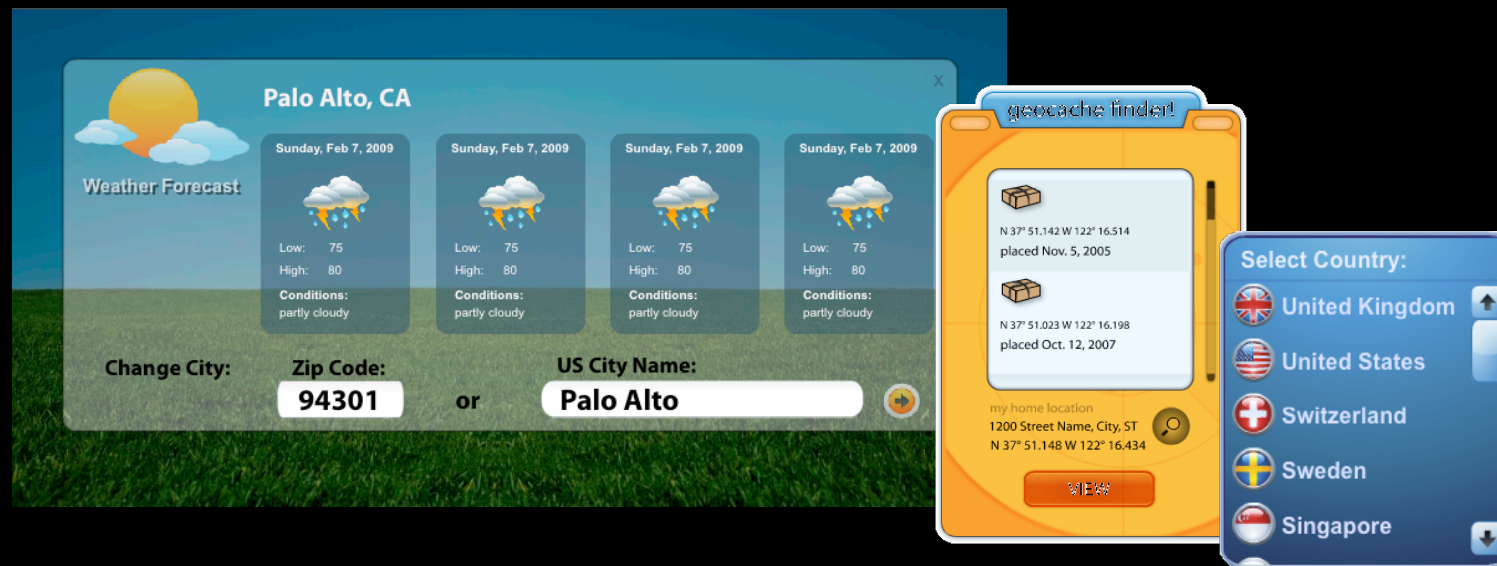 X
Palo Alto, CA
Weather Forecast
Sunday, Feb 7, 2009
Low: 75
High: 80
Conditions:
partly cloudy
Sunday, Feb 7, 2009
Low: 75
High: 80
Conditions:
partly cloudy
Sunday, Feb 7, 2009
Low: 75
High: 80
Conditions:
partly cloudy
Sunday, Feb 7, 2009
Low: 75
High: 80
Conditions:
partly cloudy
Change City:
Zip Code:
94301
or
US City Name:
Palo Alto
geocache finder!
N 37° 51.142 W 122° 16.514
placed Nov. 5, 2005
N 37° 51.023 W 122° 16.198
placed Oct. 12, 2007
my home location
1200 Street Name, City, ST
N 37° 51.148 W 122° 16.434
VIEW
Select Country:
United Kingdom
United States
Switzerland
Sweden
Singapore